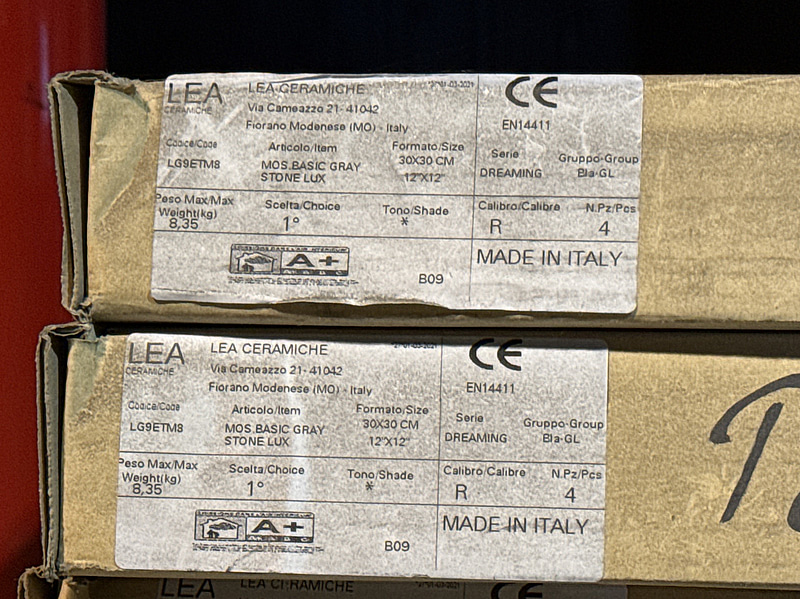 LEA
CERAMICHE
LEA CERAMICHE
Via Cameazzo 21- 41042
Fiorano Modenese (MO) - Italy
CE
EN14411
Codice/Code
LG9ETM8
Articolo/Item
MOS.BASIC GRAY
STONE LUX
Formato/Size
30X30 CM
12"X12"
Serie
DREAMING
Gruppo-Group
BIa-GL
Peso Max/Max
Weight(kg)
8,35
Scelta/Choice
1°
Tono/Shade
*
Calibro/Calibre
R
N.Pz/Pcs
4
A+
B09
MADE IN ITALY
LEA
CERAMICHE
LEA CERAMICHE
Via Cameazzo 21- 41042
Fiorano Modenese (MO) - Italy
CE
EN14411
Codice/Code
LG9ETM8
Articolo/Item
MOS.BASIC GRAY
STONE LUX
Formato/Size
30X30 CM
12"X12"
Serie
DREAMING
Gruppo-Group
BIa-GL
Peso Max/Max
Weight(kg)
8,35
Scelta/Choice
1°
Tono/Shade
*
Calibro/Calibre
R
N.Pz/Pcs
4
A+
B09
MADE IN ITALY
LEA
LEA CERAMICHE
CE